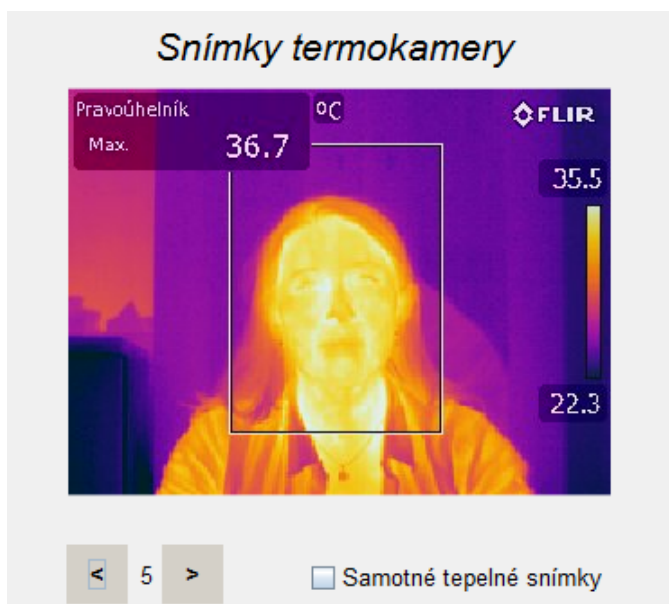 Snímky termokamery
Pravoúhelník
°C
FLIR
Max.
36.7
35.5
22.3
<
5
>
Samotné tepelné snímky